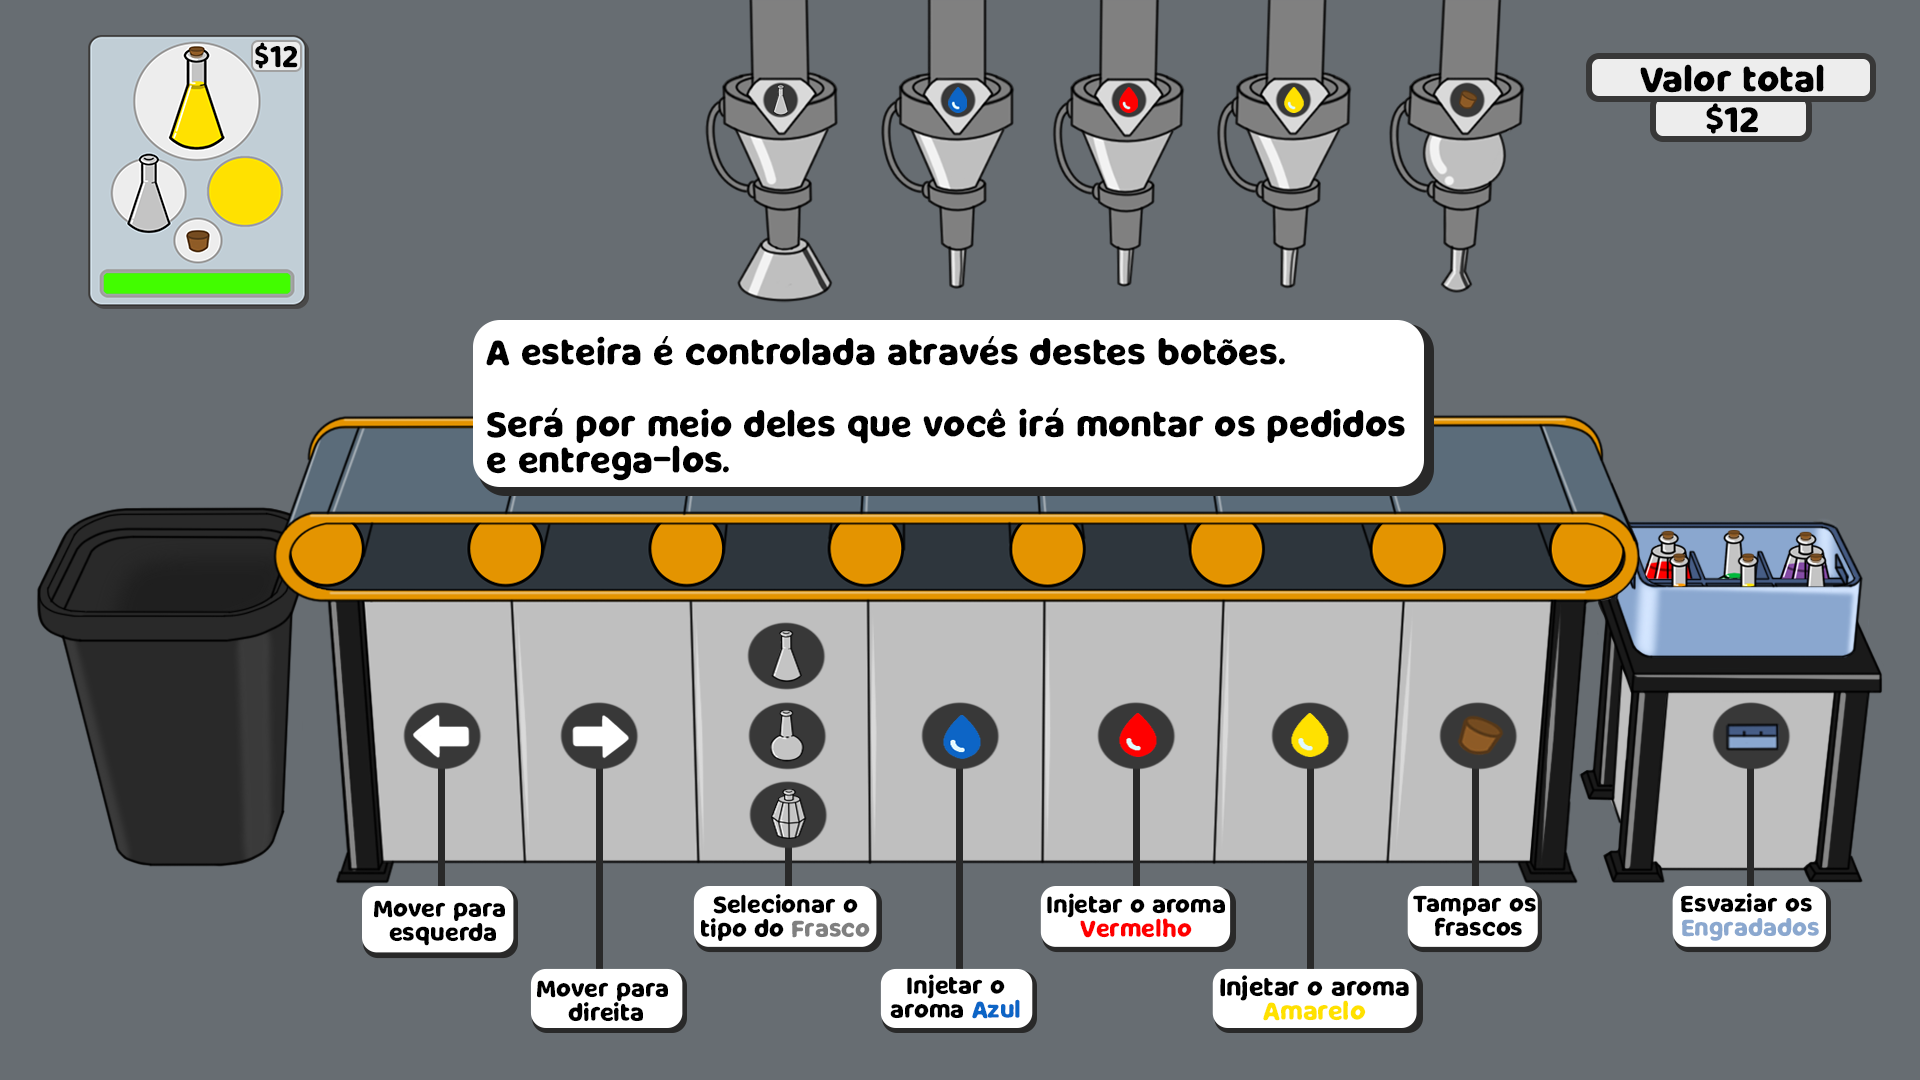 $12
Valor total
$12
A esteira é controlada através destes botões.
Será por meio deles que você irá montar os pedidos
e entrega-los.
Mover para
esquerda
Mover para
direita
Selecionar o
tipo do Frasco
Injetar o
aroma Azul
Injetar o aroma
Vermelho
Injetar o aroma
Amarelo
Tampar os
frascos
Esvaziar os
Engradados